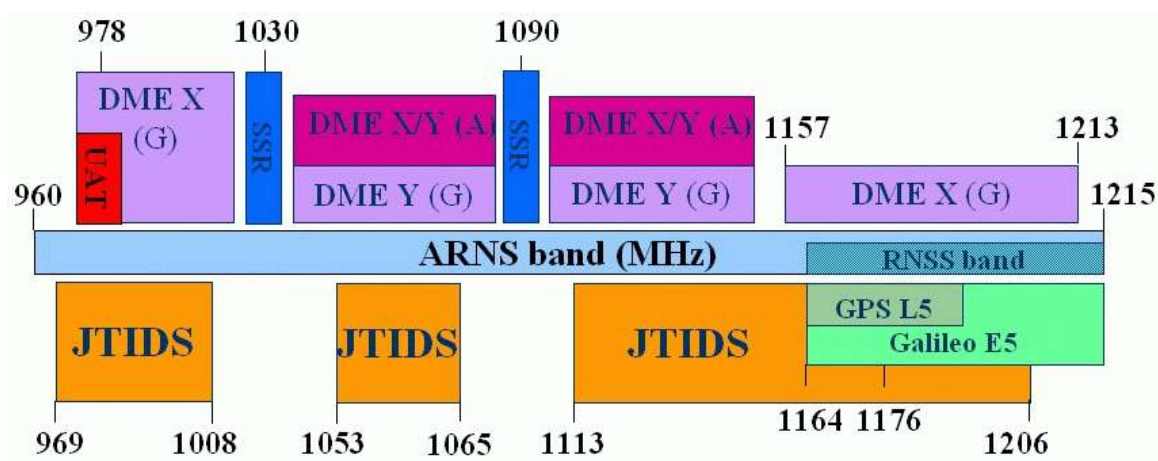 978
1030
1090
DME X
(G)
UAT
SSR
DME X/Y (A)
DME Y (G)
SSR
DME X/Y (A)
DME Y (G)
1157
1213
DME X (G)
960
1215
ARNS band (MHz)
RNSS band
JTIDS
JTIDS
JTIDS
GPS L5
Galileo E5
969
1008
1053
1065
1113
1164
1176
1206